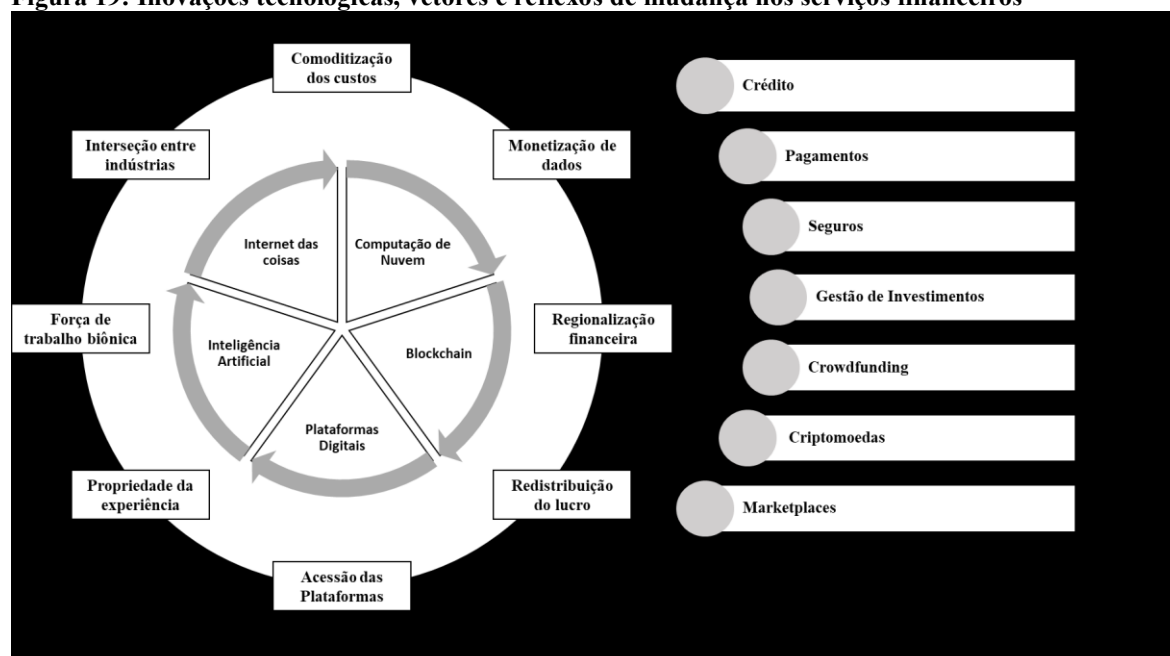 Figura 19: Inovações tecnológicas, vetores e reflexos de mudança nos serviços financeiros
Comoditização
dos custos
Interseção entre
indústrias
Monetização de
dados
Internet das
coisas
Computação de
Nuvem
Força de
trabalho biônica
Regionalização
financeira
Inteligência
Artificial
Blockchain
Plataformas
Digitais
Propriedade da
experiência
Redistribuição
do lucro
Acessão das
Plataformas
Crédito
Pagamentos
Seguros
Gestão de Investimentos
Crowdfunding
Criptomoedas
Marketplaces